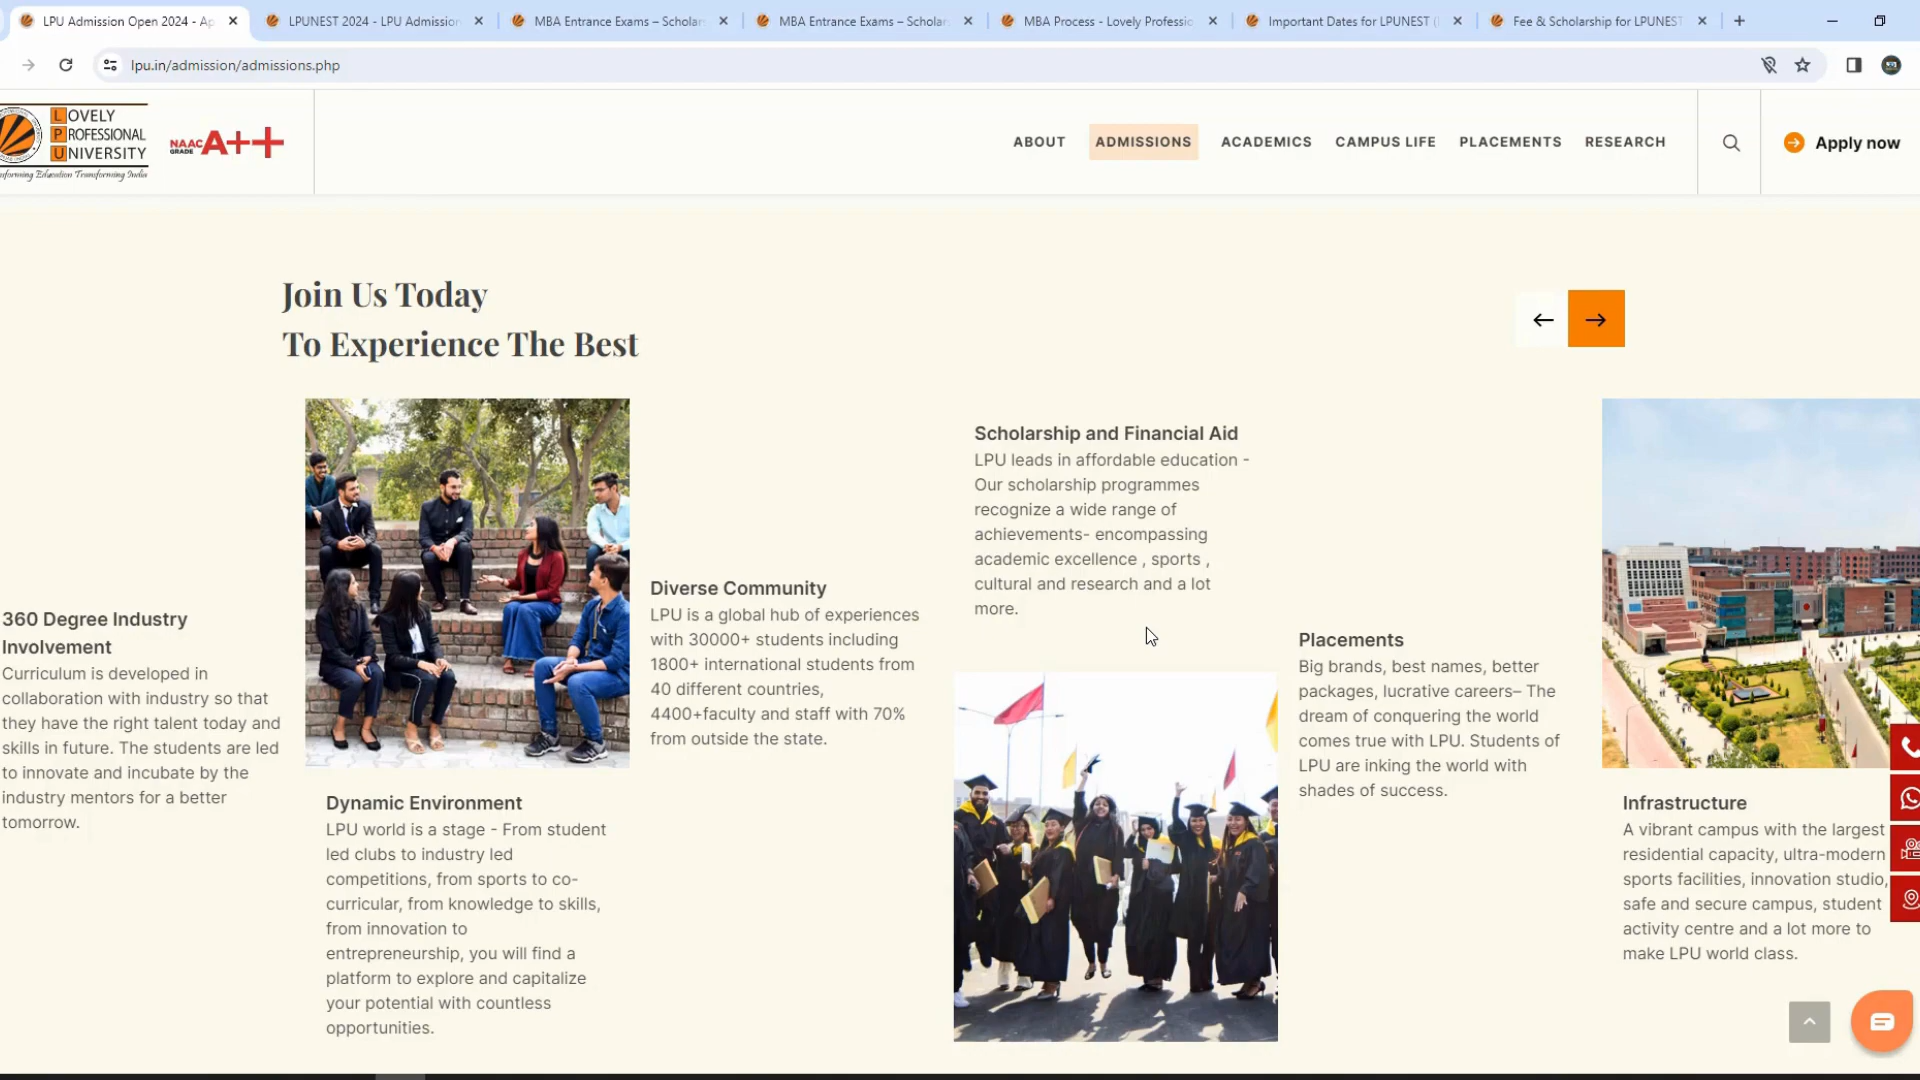 LPU Admission Open 2024 - Ap
LPUNEST 2024 - LPU Admission
MBA Entrance Exams – Scholar
MBA Entrance Exams – Scholar
MBA Process - Lovely Professio
Important Dates for LPUNEST (
Fee & Scholarship for LPUNEST
lpu.in/admission/admissions.php
LOVELY
PROFESSIONAL
UNIVERSITY
nsforming Education Transforming India
NAAC
GRADE
A++
ABOUT
ADMISSIONS
ACADEMICS
CAMPUS LIFE
PLACEMENTS
RESEARCH
Apply now
Join Us Today
To Experience The Best
360 Degree Industry
Involvement
Curriculum is developed in
collaboration with industry so that
they have the right talent today and
skills in future. The students are led
to innovate and incubate by the
industry mentors for a better
tomorrow.
Dynamic Environment
LPU world is a stage - From student
led clubs to industry led
competitions, from sports to co-
curricular, from knowledge to skills,
from innovation to
entrepreneurship, you will find a
platform to explore and capitalize
your potential with countless
opportunities.
Diverse Community
LPU is a global hub of experiences
with 30000+ students including
1800+ international students from
40 different countries,
4400+faculty and staff with 70%
from outside the state.
Scholarship and Financial Aid
LPU leads in affordable education -
Our scholarship programmes
recognize a wide range of
achievements- encompassing
academic excellence , sports ,
cultural and research and a lot
more.
Placements
Big brands, best names, better
packages, lucrative careers– The
dream of conquering the world
comes true with LPU. Students of
LPU are inking the world with
shades of success.
Infrastructure
A vibrant campus with the largest
residential capacity, ultra-modern
sports facilities, innovation studio,
safe and secure campus, student
activity centre and a lot more to
make LPU world class.